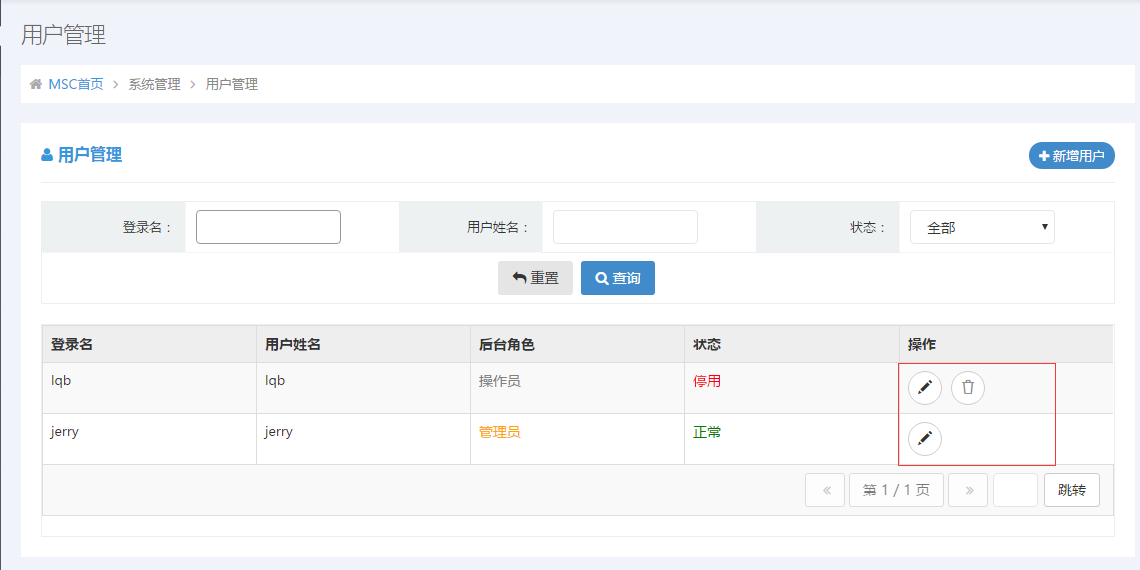 用户管理
MSC首页 > 系统管理 > 用户管理
用户管理 新增用户
登录名： 用户姓名： 状态： 全部
重置 查询
登录名 用户姓名 后台角色 状态 操作
lqb lqb 操作员 停用
jerry jerry 管理员 正常
« 第 1 / 1 页 » 跳转